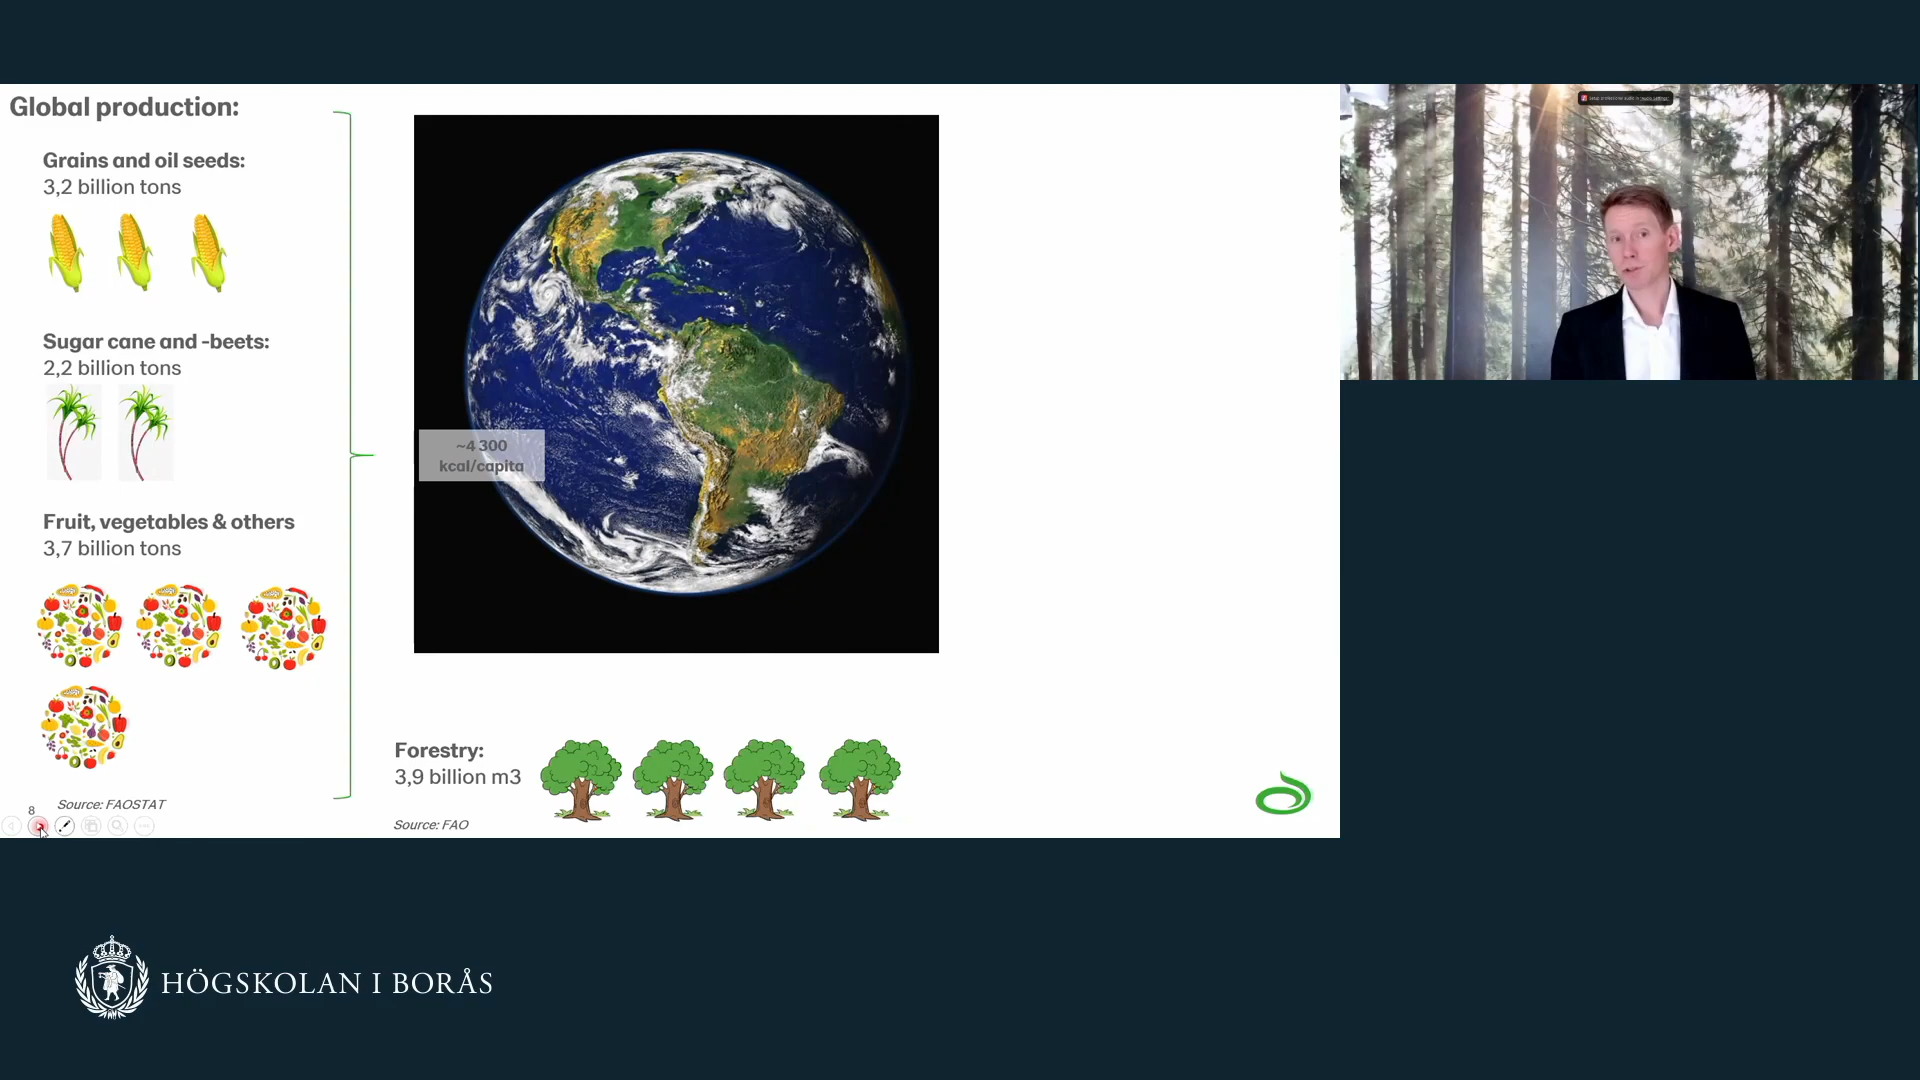 Global production:
Grains and oil seeds:
3,2 billion tons
Sugar cane and -beets:
2,2 billion tons
Fruit, vegetables & others
3,7 billion tons
Source: FAOSTAT
8
~4 300
kcal/capita
Forestry:
3,9 billion m3
Source: FAO
HÖGSKOLAN I BORÅS